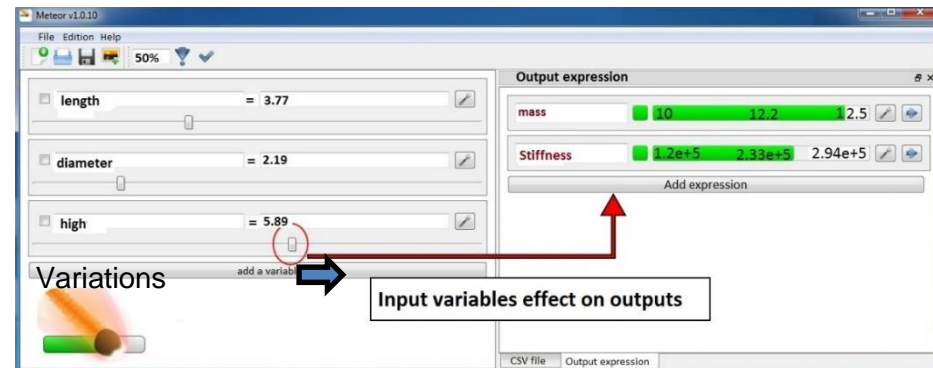 Meteor v1.0.10
File Edition Help
50%
length = 3.77
diameter = 2.19
high = 5.89
add a variabl
Variations
Output expression
mass 10 12.2 12.5
Stiffness 1.2e+5 2.33e+5 2.94e+5
Add expression
Input variables effect on outputs
CSV file Output expression